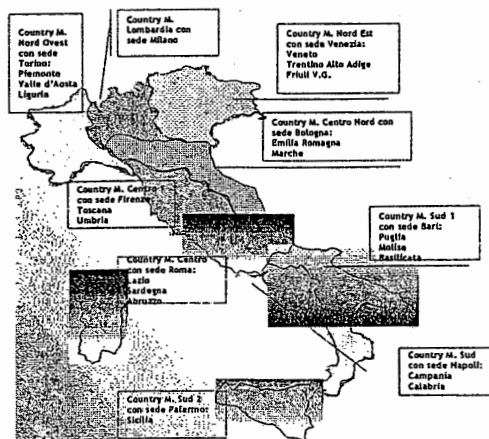 Country M.
Nord Ovest
con sede
Torino:
Piemonte
Valle d'Aosta
Liguria
Country M.
Lombardia con
sede Milano
Country M. Nord Est
con sede Venezia:
Veneto
Trentino Alto Adige
Friuli V.G.
Country M. Centro Nord con
sede Bologna:
Emilia Romagna
Marche
Country M. Centro 1
con sede Firenze
Toscana
Umbria
Country M. Sud 1
con sede Bari:
Puglia
Molise
Basilicata
Country M. Centro
con sede Roma:
Lazio
Sardegna
Abruzzo
Country M. Sud
con sede Napoli:
Campania
Calabria
Country M. Sud 2
con sede Palermo:
Sicilia